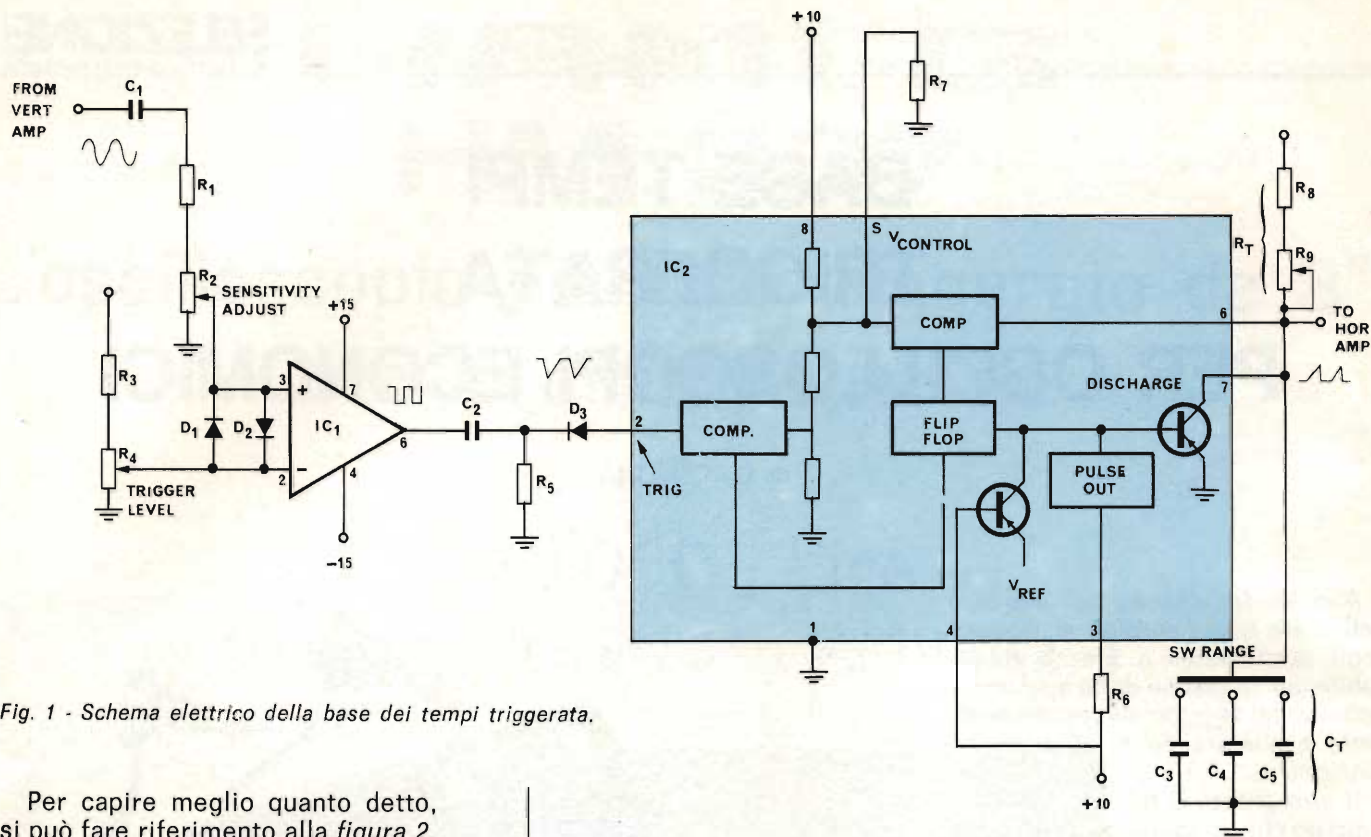 FROM
VERT
AMP
C1
R1
R2
SENSITIVITY
ADJUST
R3
R4
TRIGGER
LEVEL
D1
D2
+15
3
+
7
IC1
6
2
–
4
-15
C2
R5
D3
+10
R7
8
S
VCONTROL
IC2
COMP
6
DISCHARGE
7
2
COMP.
TRIG
FLIP
FLOP
PULSE
OUT
VREF
1
4
3
R6
+10
RT
R8
R9
TO
HOR
AMP
SW RANGE
C3
C4
C5
CT
Fig. 1 - Schema elettrico della base dei tempi triggerata.
Per capire meglio quanto detto,
si può fare riferimento alla figura 2